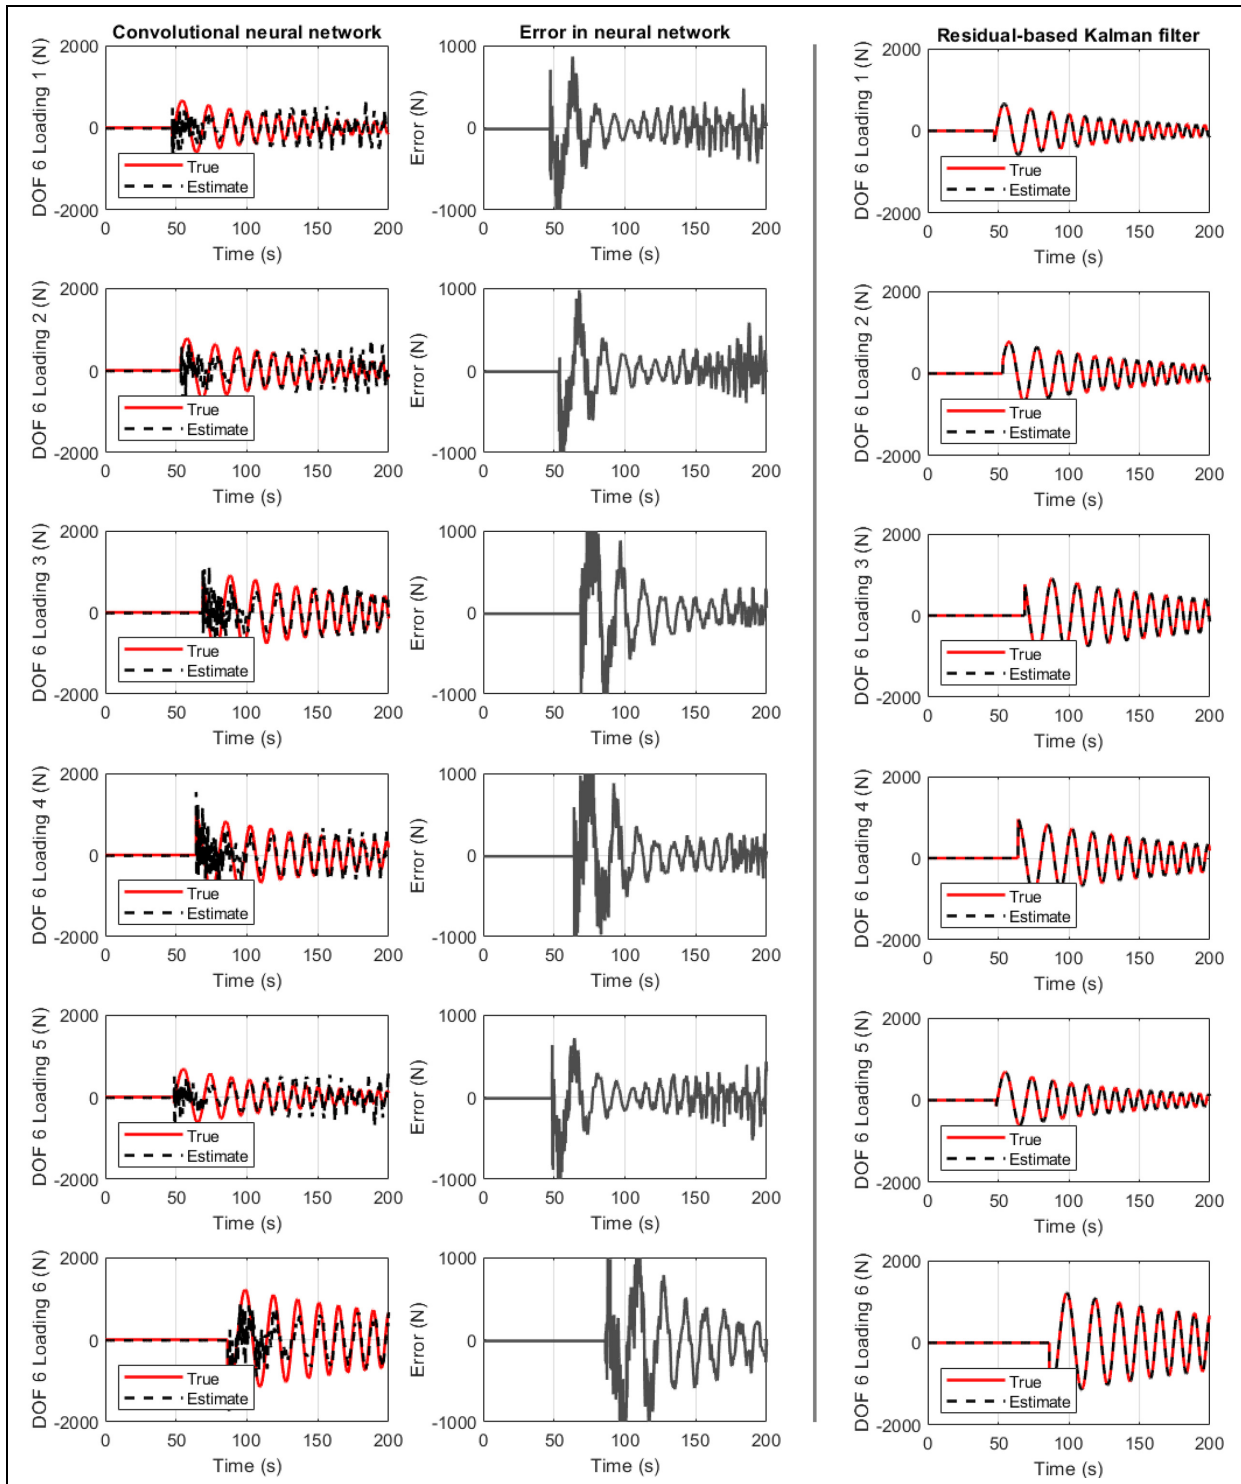 Convolutional neural network
Error in neural network
Residual-based Kalman filter
DOF 6 Loading 1 (N)
2000
0
-2000
True
Estimate
0 50 100 150 200
Time (s)
Error (N)
1000
0
-1000
0 50 100 150 200
Time (s)
DOF 6 Loading 1 (N)
2000
0
-2000
True
Estimate
0 50 100 150 200
Time (s)
DOF 6 Loading 2 (N)
2000
0
-2000
True
Estimate
0 50 100 150 200
Time (s)
Error (N)
1000
0
-1000
0 50 100 150 200
Time (s)
DOF 6 Loading 2 (N)
2000
0
-2000
True
Estimate
0 50 100 150 200
Time (s)
DOF 6 Loading 3 (N)
2000
0
-2000
True
Estimate
0 50 100 150 200
Time (s)
Error (N)
1000
0
-1000
0 50 100 150 200
Time (s)
DOF 6 Loading 3 (N)
2000
0
-2000
True
Estimate
0 50 100 150 200
Time (s)
DOF 6 Loading 4 (N)
2000
0
-2000
True
Estimate
0 50 100 150 200
Time (s)
Error (N)
1000
0
-1000
0 50 100 150 200
Time (s)
DOF 6 Loading 4 (N)
2000
0
-2000
True
Estimate
0 50 100 150 200
Time (s)
DOF 6 Loading 5 (N)
2000
0
-2000
True
Estimate
0 50 100 150 200
Time (s)
Error (N)
1000
0
-1000
0 50 100 150 200
Time (s)
DOF 6 Loading 5 (N)
2000
0
-2000
True
Estimate
0 50 100 150 200
Time (s)
DOF 6 Loading 6 (N)
2000
0
-2000
True
Estimate
0 50 100 150 200
Time (s)
Error (N)
1000
0
-1000
0 50 100 150 200
Time (s)
DOF 6 Loading 6 (N)
2000
0
-2000
True
Estimate
0 50 100 150 200
Time (s)